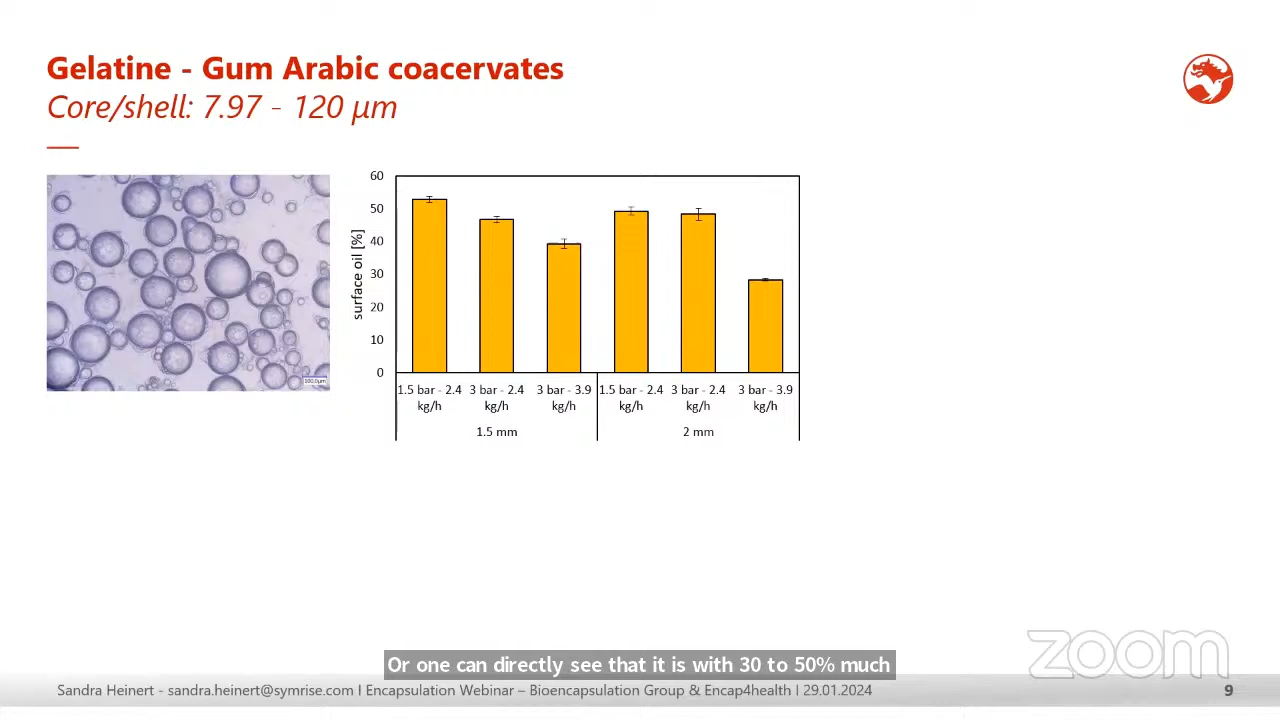 Gelatine - Gum Arabic coacervates
Core/shell: 7.97 - 120 µm
100.0µm
surface oil [%]
60
50
40
30
20
10
0
1.5 bar - 2.4 kg/h
3 bar - 2.4 kg/h
3 bar - 3.9 kg/h
1.5 bar - 2.4 kg/h
3 bar - 2.4 kg/h
3 bar - 3.9 kg/h
1.5 mm
2 mm
zoom
Or one can directly see that it is with 30 to 50% much
Sandra Heinert - sandra.heinert@symrise.com I Encapsulation Webinar – Bioencapsulation Group & Encap4health I 29.01.2024
9